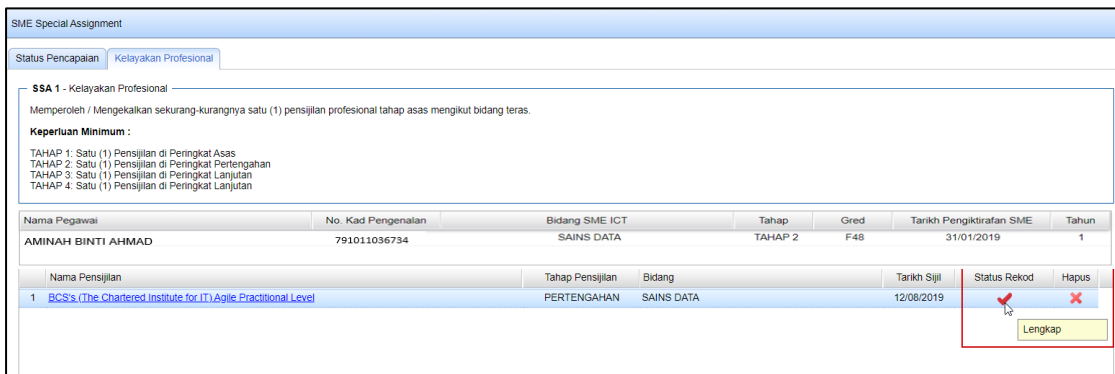 SME Special Assignment
Status Pencapaian Kelayakan Profesional
SSA 1 - Kelayakan Profesional
Memperoleh / Mengekalkan sekurang-kurangnya satu (1) pensijilan profesional tahap asas mengikut bidang teras.
Keperluan Minimum :
TAHAP 1: Satu (1) Pensijilan di Peringkat Asas
TAHAP 2: Satu (1) Pensijilan di Peringkat Pertengahan
TAHAP 3: Satu (1) Pensijilan di Peringkat Lanjutan
TAHAP 4: Satu (1) Pensijilan di Peringkat Lanjutan
Nama Pegawai No. Kad Pengenalan Bidang SME ICT Tahap Gred Tarikh Pengiktirafan SME Tahun
AMINAH BINTI AHMAD 791011036734 SAINS DATA TAHAP 2 F48 31/01/2019 1
Nama Pensijilan Tahap Pensijilan Bidang Tarikh Sijil Status Rekod Hapus
1 BCS's (The Chartered Institute for IT) Agile Practitional Level PERTENGAHAN SAINS DATA 12/08/2019
Lengkap